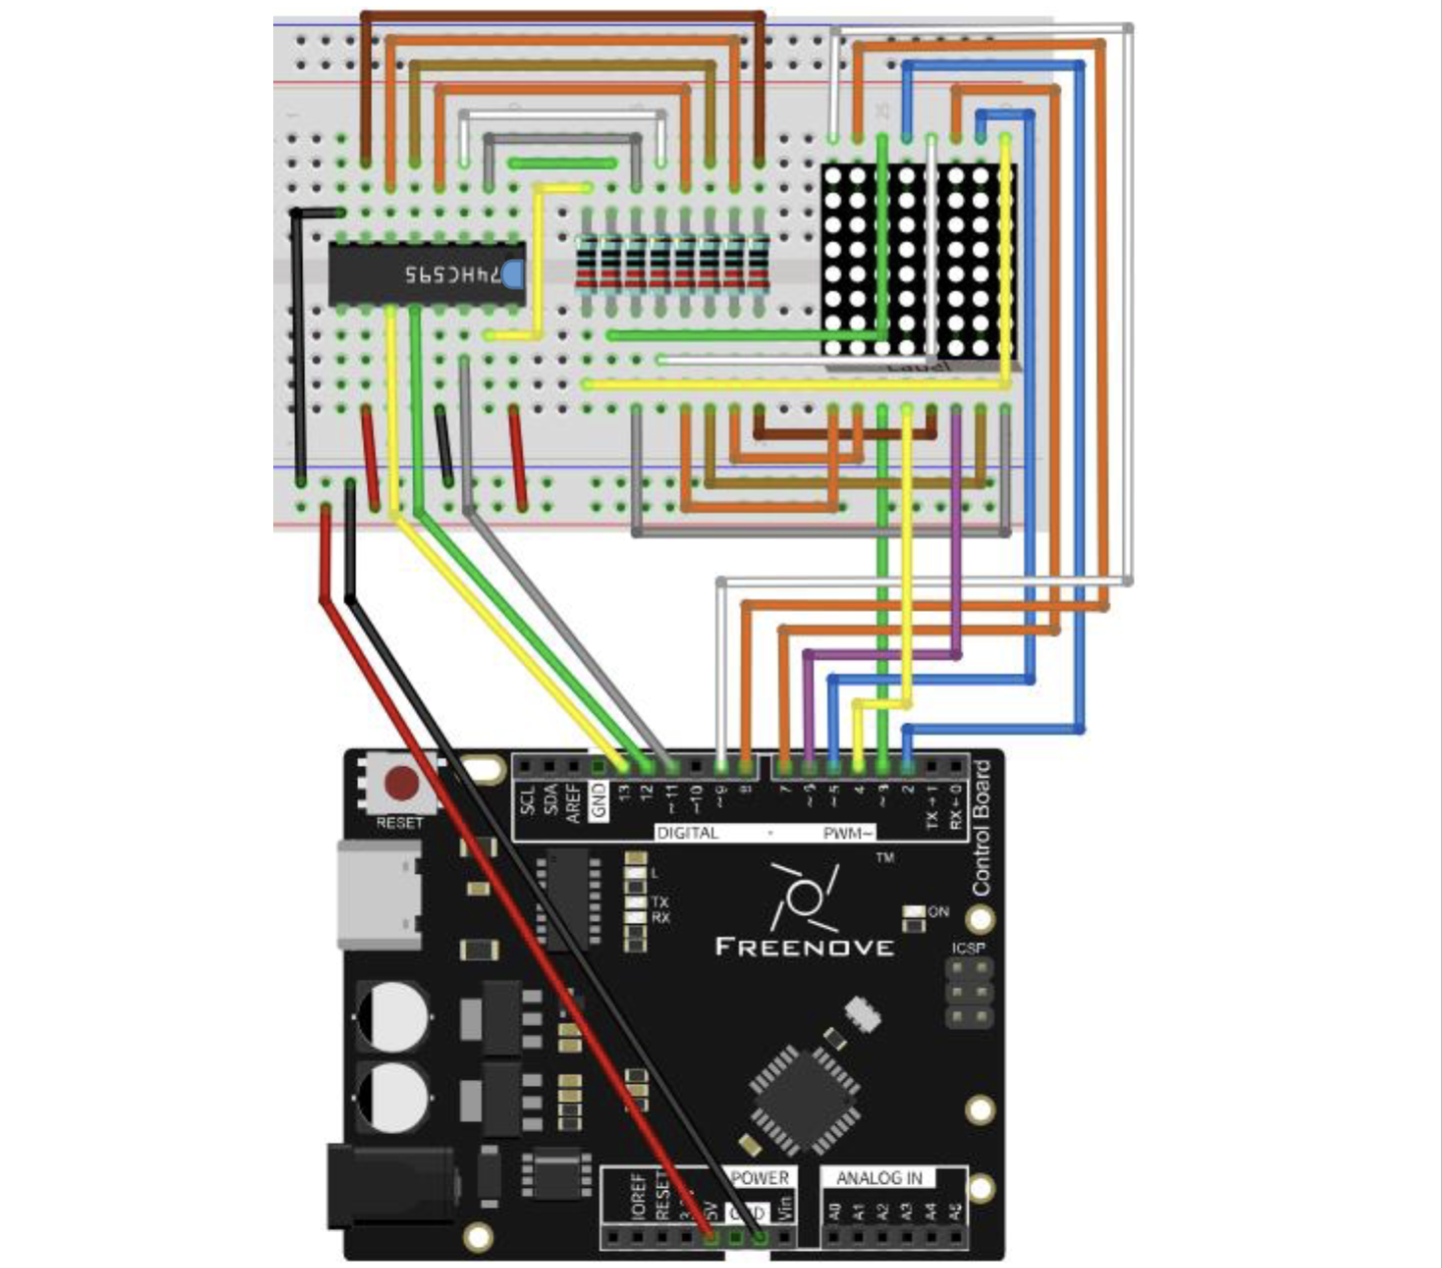 25
74HC595
Label
SCL
SDA
AREF
GND
13
12
~11
~10
~9
8
7
~6
~5
4
~3
2
TX→1
RX←0
DIGITAL
PWM~
RESET
Control Board
TM
L
TX
RX
FREENOVE
ON
ICSP
IOREF
RESET
5V
POWER
GND
Vin
ANALOG IN
A0
A1
A2
A3
A4
A5